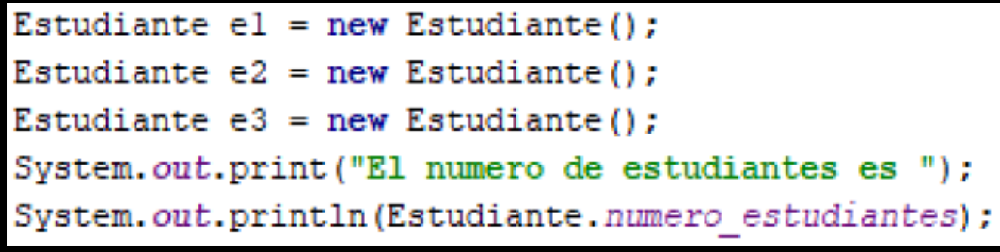 Estudiante e1 = new Estudiante();
Estudiante e2 = new Estudiante();
Estudiante e3 = new Estudiante();
System.out.print("El numero de estudiantes es ");
System.out.println(Estudiante.numero_estudiantes);